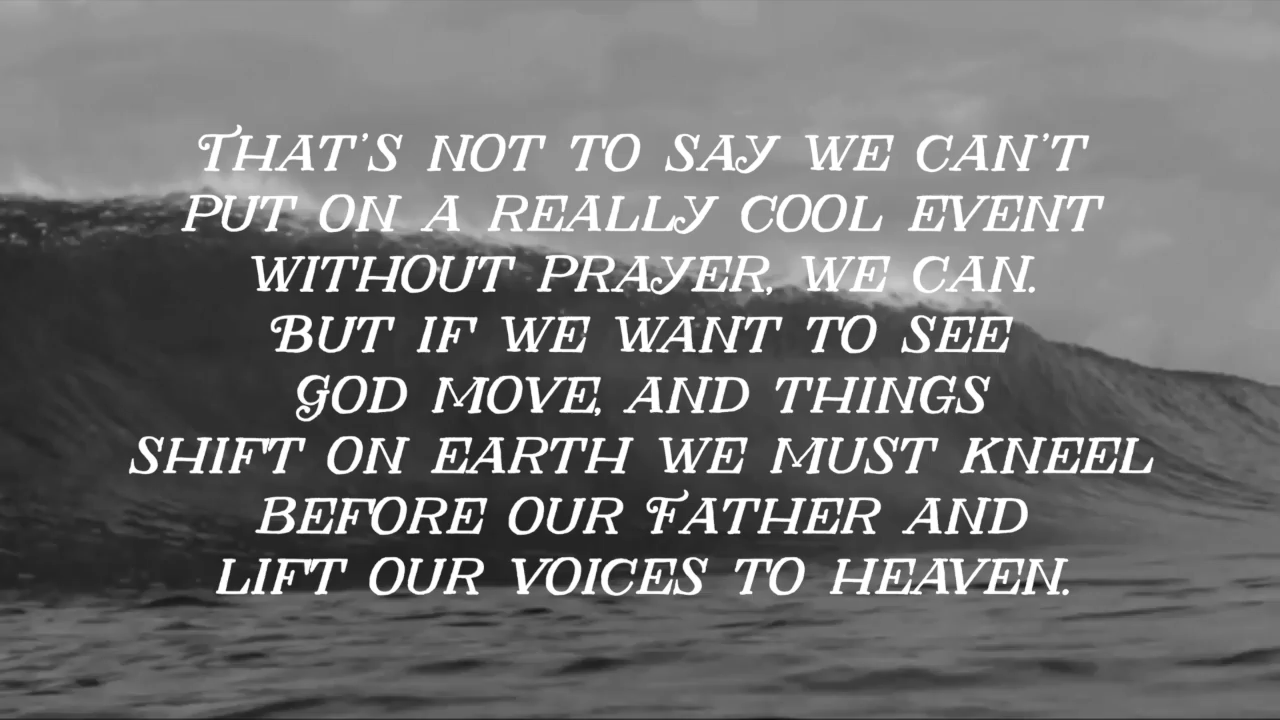 That's not to say we can't
put on a really cool event
without prayer, we can.
But if we want to see
God move, and things
shift on earth we must kneel
before our Father and
lift our voices to heaven.